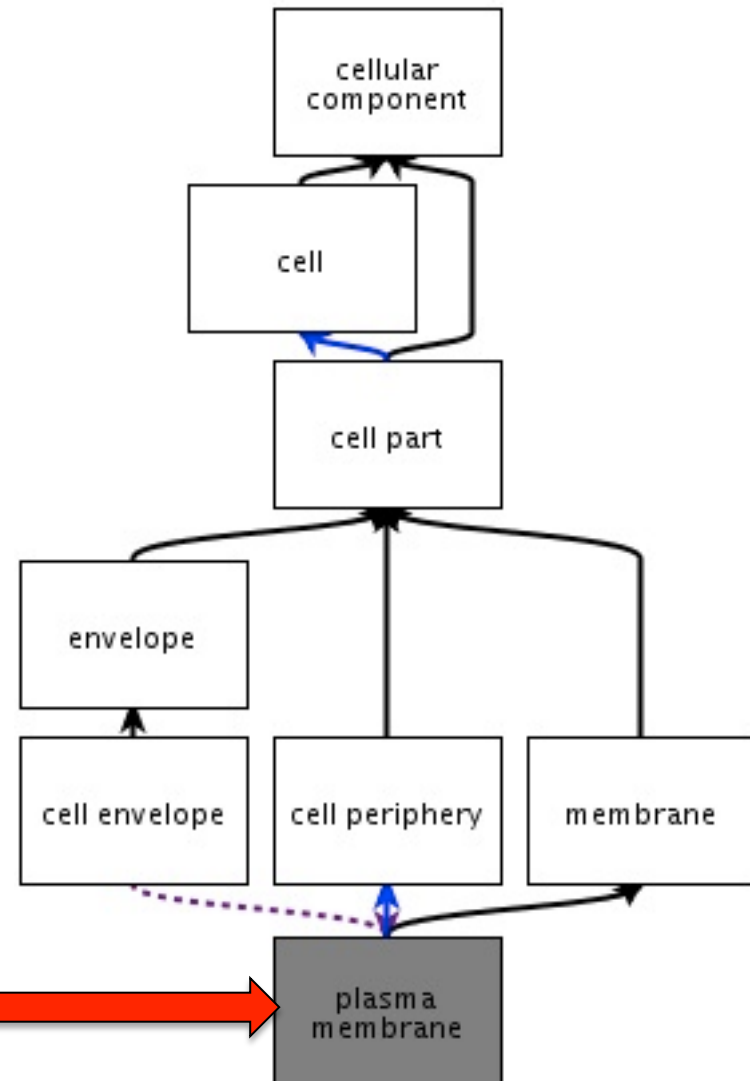 cellular
component
cell
cell part
envelope
cell envelope
cell periphery
membrane
plasma
membrane